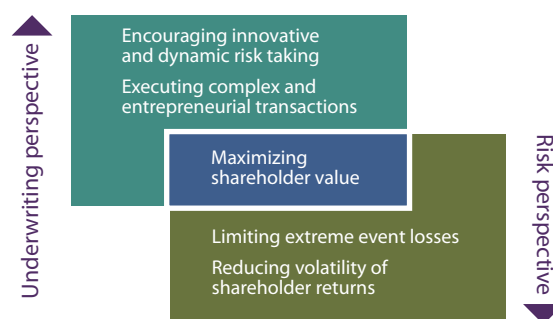 Underwriting perspective
Encouraging innovative
and dynamic risk taking
Executing complex and
entrepreneurial transactions
Maximizing
shareholder value
Limiting extreme event losses
Reducing volatility of
shareholder returns
Risk perspective